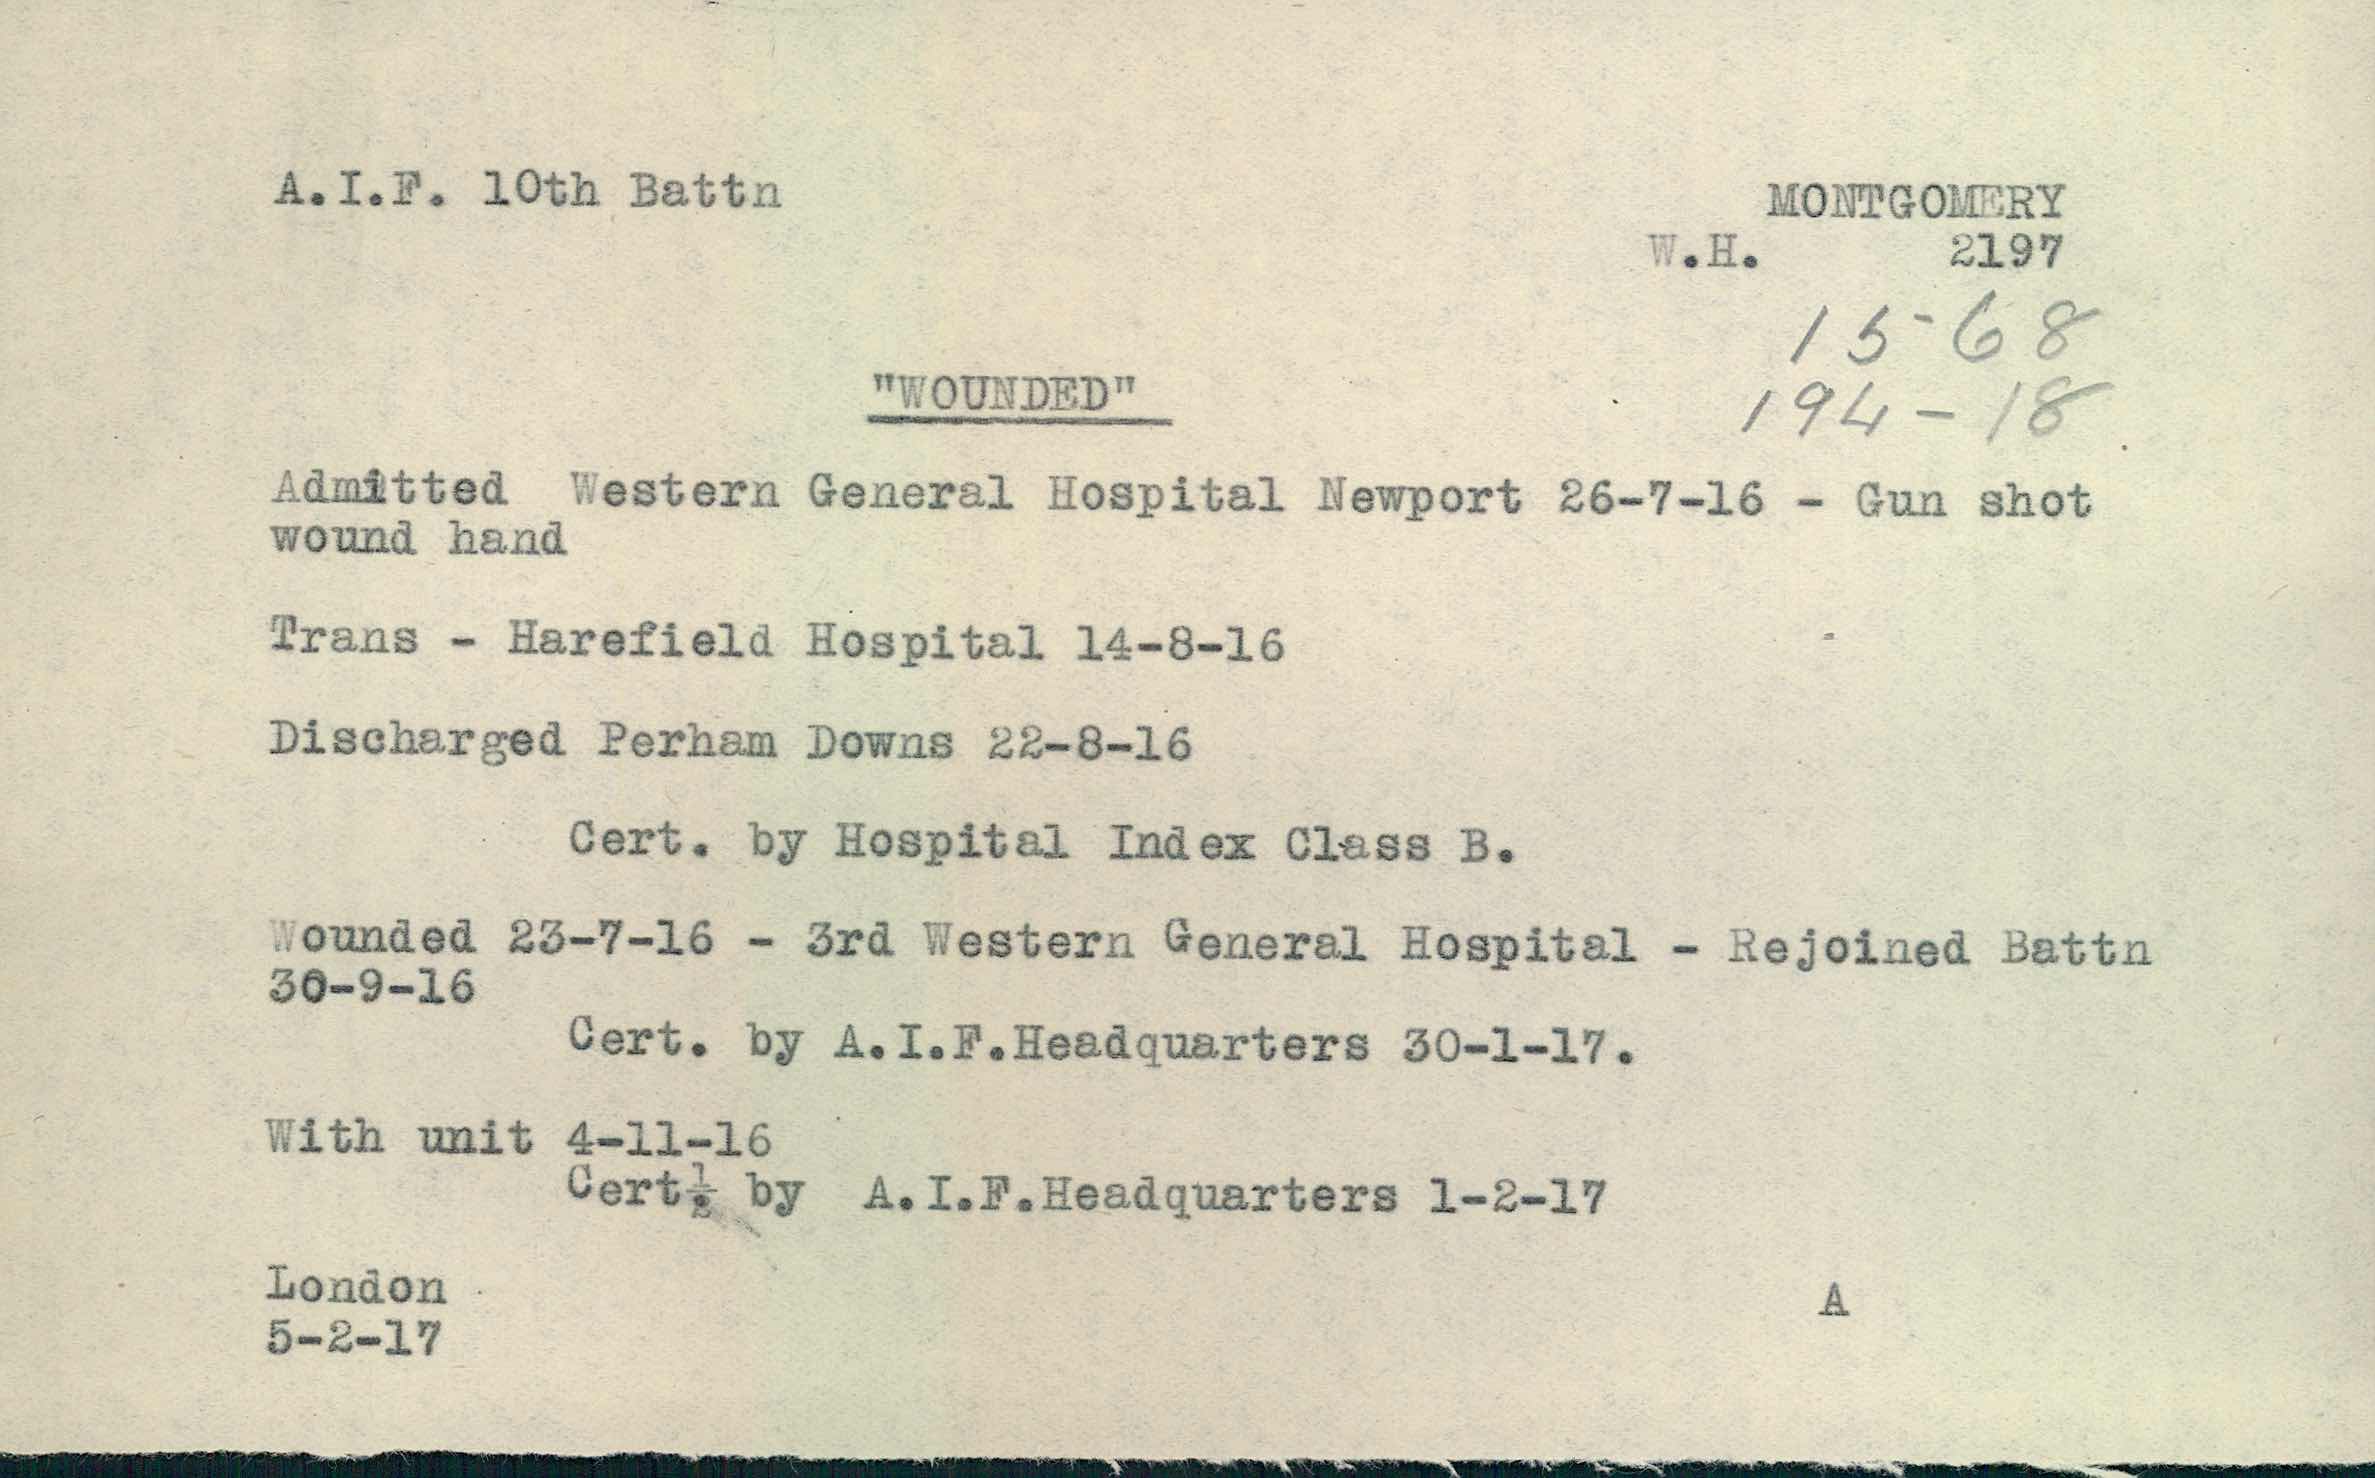 A.I.F. 10th Battn
MONTGOMERY
W.H. 2197
15-68
194-18
"WOUNDED"
Admitted Western General Hospital Newport 26-7-16 - Gun shot
wound hand
Trans - Harefield Hospital 14-8-16
Discharged Perham Downs 22-8-16
Cert. by Hospital Index Class B.
Wounded 23-7-16 - 3rd Western General Hospital - Rejoined Battn
30-9-16
Cert. by A.I.F.Headquarters 30-1-17.
With unit 4-11-16
Cert. by A.I.F.Headquarters 1-2-17
London
A
5-2-17